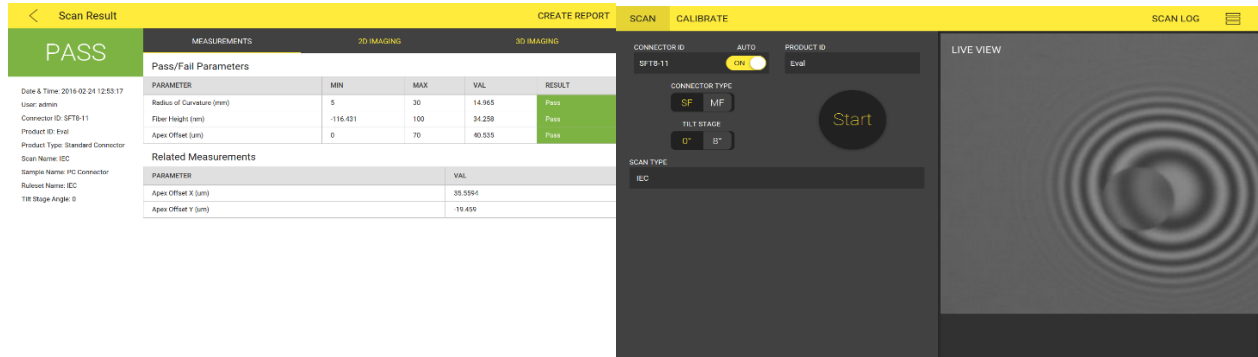 Scan Result
CREATE REPORT
PASS
Date & Time: 2016-02-24 12:53:17
User: admin
Connector ID: SFT8-11
Product ID: Eval
Product Type: Standard Connector
Scan Name: IEC
Sample Name: PC Connector
Ruleset Name: IEC
Tilt Stage Angle: 0
MEASUREMENTS 2D IMAGING 3D IMAGING
Pass/Fail Parameters
PARAMETER MIN MAX VAL RESULT
Radius of Curvature (mm) 5 30 14.965 Pass
Fiber Height (nm) -116.431 100 34.258 Pass
Apex Offset (um) 0 70 40.535 Pass
Related Measurements
PARAMETER VAL
Apex Offset X (um) 35.5594
Apex Offset Y (um) -19.459
SCAN CALIBRATE SCAN LOG
CONNECTOR ID AUTO PRODUCT ID
SFT8-11 ON Eval
CONNECTOR TYPE
SF MF
TILT STAGE
0° 8°
Start
SCAN TYPE
IEC
LIVE VIEW